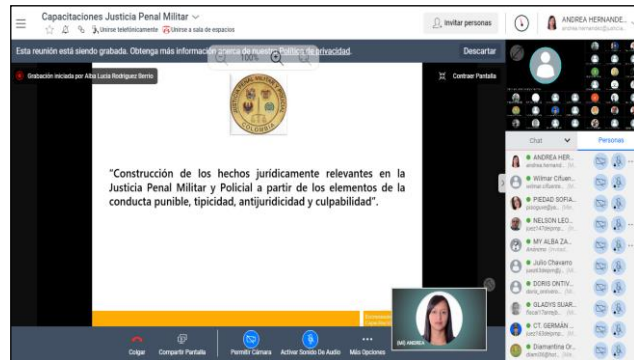 Capacitaciones Justicia Penal Militar
Unirse telefónicamente Unirse a sala de espacios
Invitar personas
ANDREA HERNANDE...
Esta reunión está siendo grabada. Obtenga más información acerca de nuestra Política de privacidad.
100%
Descartar
Grabación iniciada por Alba Lucia Rodriguez Berrio
Contraer Pantalla
COLOMBIA
"Construcción de los hechos jurídicamente relevantes en la
Justicia Penal Militar y Policial a partir de los elementos de la
conducta punible, tipicidad, antijuridicidad y culpabilidad".
Chat
Personas
ANDREA HER...
Wilmar Cifuen...
PIEDAD SOFIA...
NELSON LEO...
MY ALBA ZA...
Julio Chavarro
DORIS ONTIV...
GLADYS SUAR...
CT. GERMÁN ...
Diamantina Or...
(Mi) ANDREA
Colgar
Compartir Pantalla
Permitir Cámara
Activar Sonido De Audio
Más Opciones